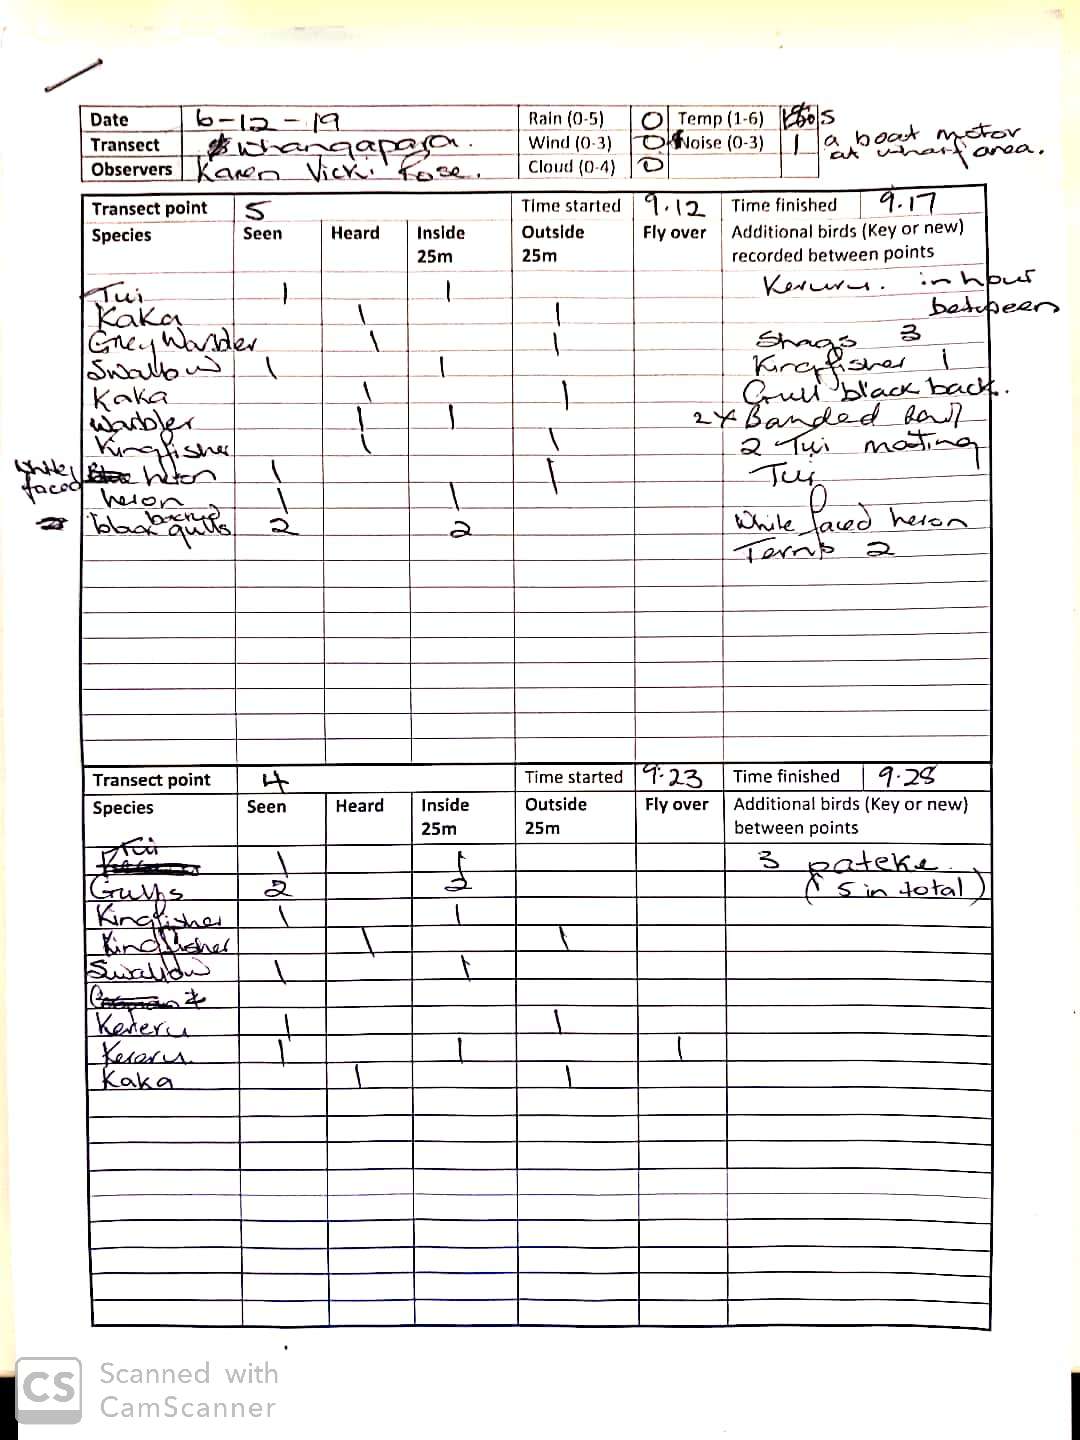 Date 6-12-19 Rain (0-5) 0 Temp (1-6) 5
Transect Whangapara. Wind (0-3) 0 Noise (0-3) 1 a boat motor
at wharf area.
Observers Karen Vicki Rose. Cloud (0-4) 0
Transect point 5 Time started 9.12 Time finished 9.17
Species Seen Heard Inside 25m Outside 25m Fly over Additional birds (Key or new) recorded between points
Tui 1 1 Kereru. in hour
between
Kaka 1 1
Grey Warbler 1 1 Shags 3
Swallow 1 1 Kingfisher 1
Kaka 1 1 Gull black back.
Warbler 1 1 2 x Banded Rail
Kingfisher 1 1 2 Tui mating
white faced heron 1 1 Tui
heron 1 1
black backed gulls 2 2 White faced heron
Terns 2
Transect point 4 Time started 9.23 Time finished 9.28
Species Seen Heard Inside 25m Outside 25m Fly over Additional birds (Key or new) between points
Tui 1 1 3 pateke.
Gulls 2 2 (5 in total)
Kingfisher 1 1
Kingfisher 1 1
Swallow 1 1
Kereru 1 1
Kereru 1 1 1
Kaka 1 1
CS Scanned with
CamScanner